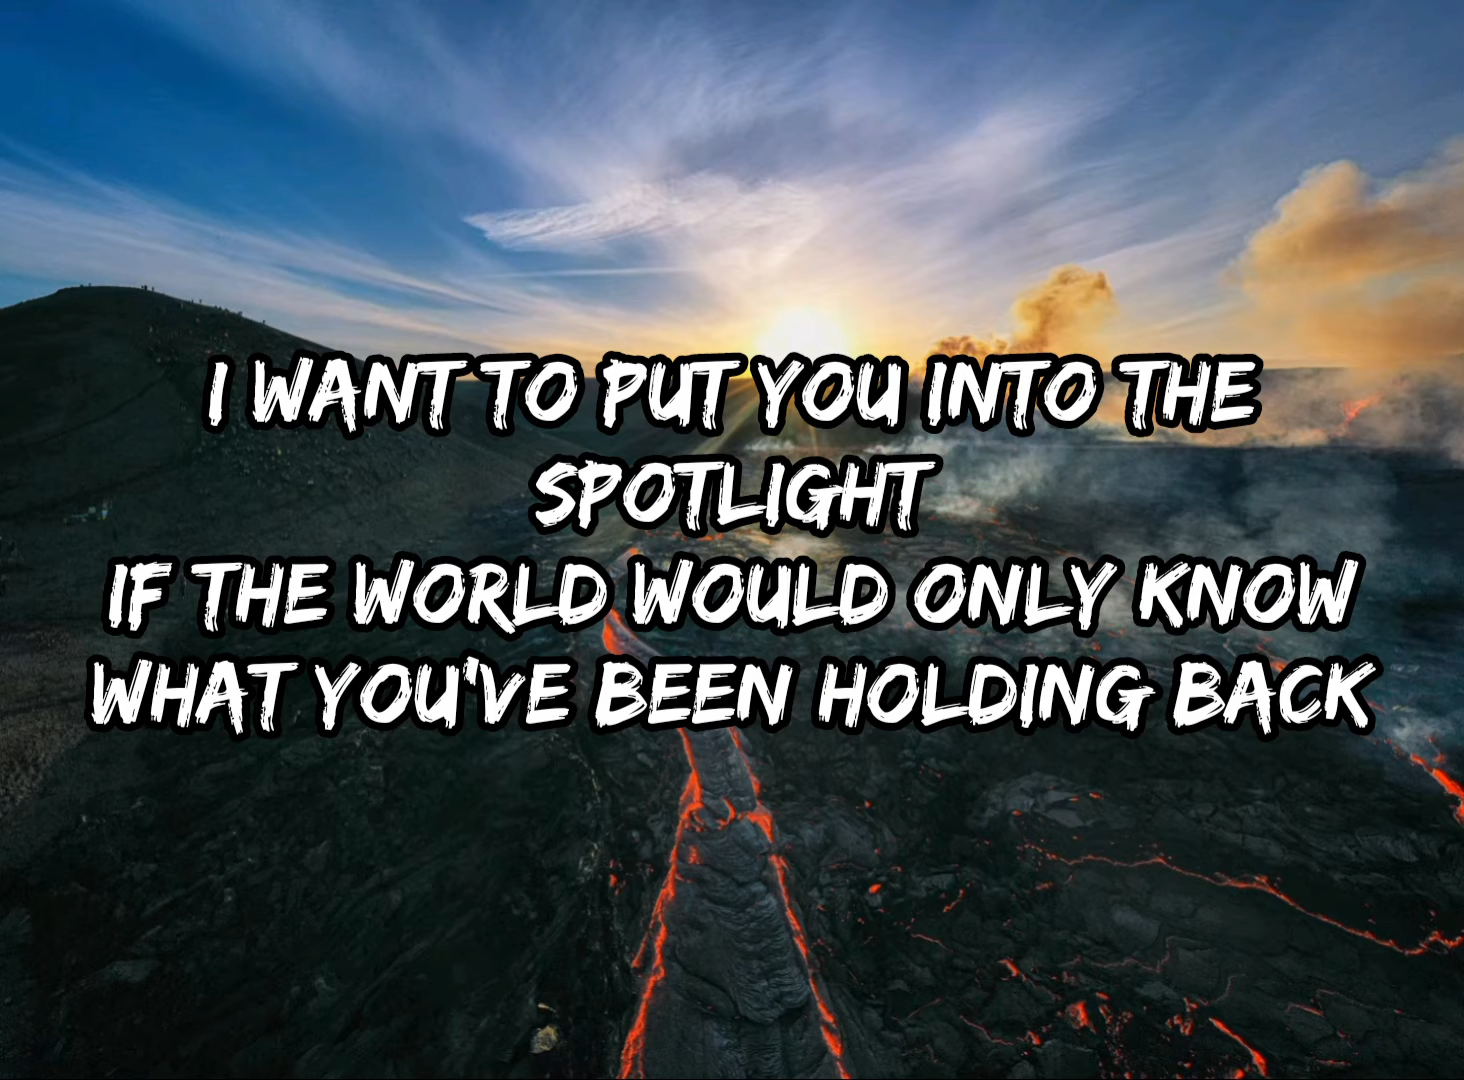 I WANT TO PUT YOU INTO THE
SPOTLIGHT
IF THE WORLD WOULD ONLY KNOW
WHAT YOU'VE BEEN HOLDING BACK